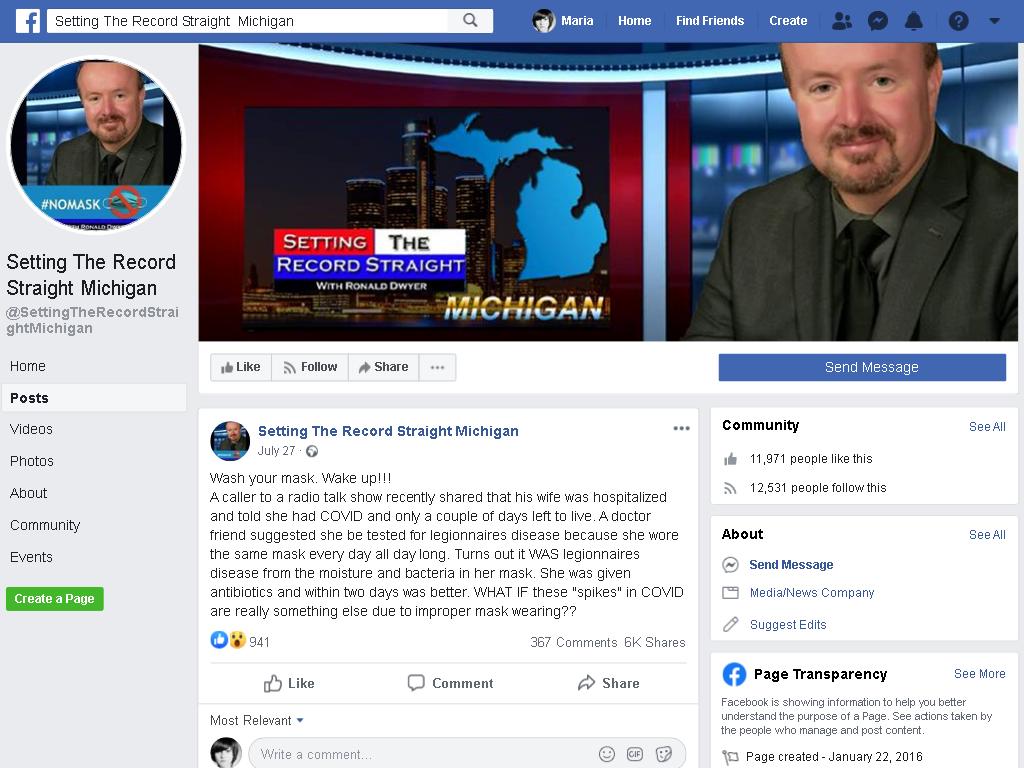 Setting The Record Straight  Michigan
Maria
Home
Find Friends
Create
#NOMASK
WITH RONALD DWYER
SETTING THE
RECORD STRAIGHT
WITH RONALD DWYER
MICHIGAN
Setting The Record
Straight Michigan
@SettingTheRecordStrai
ghtMichigan
Home
Posts
Videos
Photos
About
Community
Events
Create a Page
Like
Follow
Share
Send Message
Setting The Record Straight Michigan
July 27 ·
Wash your mask. Wake up!!!
A caller to a radio talk show recently shared that his wife was hospitalized
and told she had COVID and only a couple of days left to live. A doctor
friend suggested she be tested for legionnaires disease because she wore
the same mask every day all day long. Turns out it WAS legionnaires
disease from the moisture and bacteria in her mask. She was given
antibiotics and within two days was better. WHAT IF these "spikes" in COVID
are really something else due to improper mask wearing??
941
367 Comments 6K Shares
Like
Comment
Share
Most Relevant
Write a comment...
GIF
Community
See All
11,971 people like this
12,531 people follow this
About
See All
Send Message
Media/News Company
Suggest Edits
Page Transparency
See More
Facebook is showing information to help you better
understand the purpose of a Page. See actions taken by
the people who manage and post content.
Page created - January 22, 2016